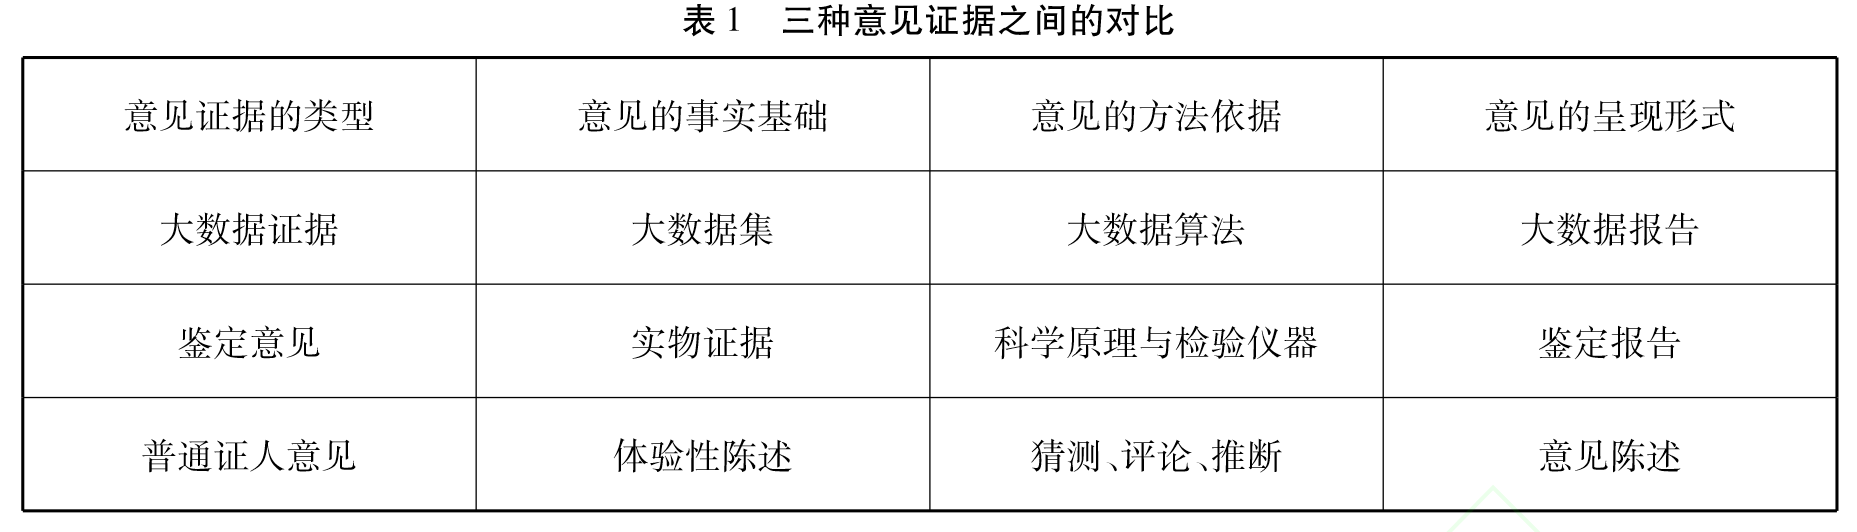 表1 三种意见证据之间的对比
意见证据的类型 意见的事实基础 意见的方法依据 意见的呈现形式
大数据证据 大数据集 大数据算法 大数据报告
鉴定意见 实物证据 科学原理与检验仪器 鉴定报告
普通证人意见 体验性陈述 猜测、评论、推断 意见陈述